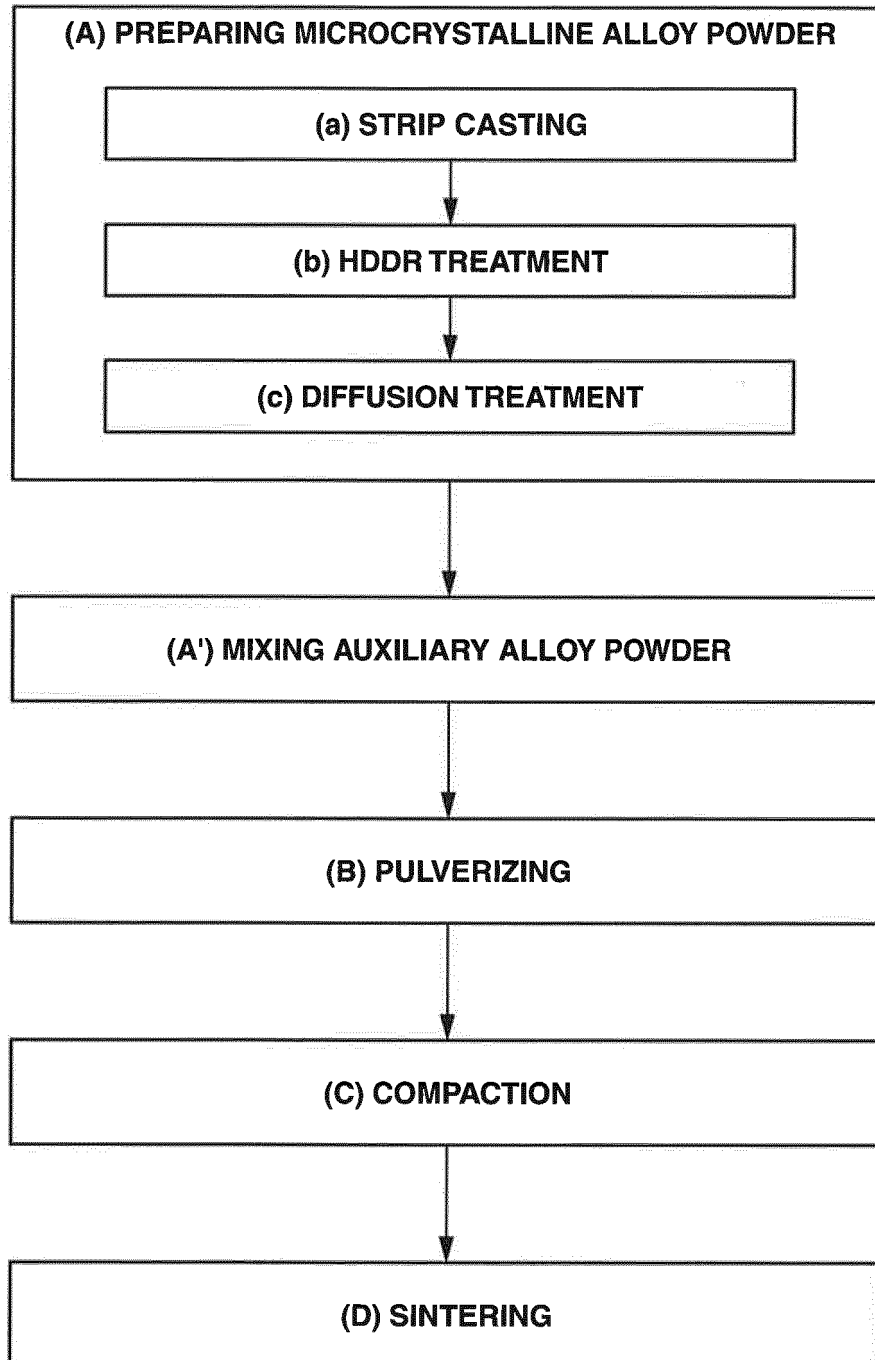 (A) PREPARING MICROCRYSTALLINE ALLOY POWDER
(a) STRIP CASTING
(b) HDDR TREATMENT
(c) DIFFUSION TREATMENT
(A') MIXING AUXILIARY ALLOY POWDER
(B) PULVERIZING
(C) COMPACTION
(D) SINTERING